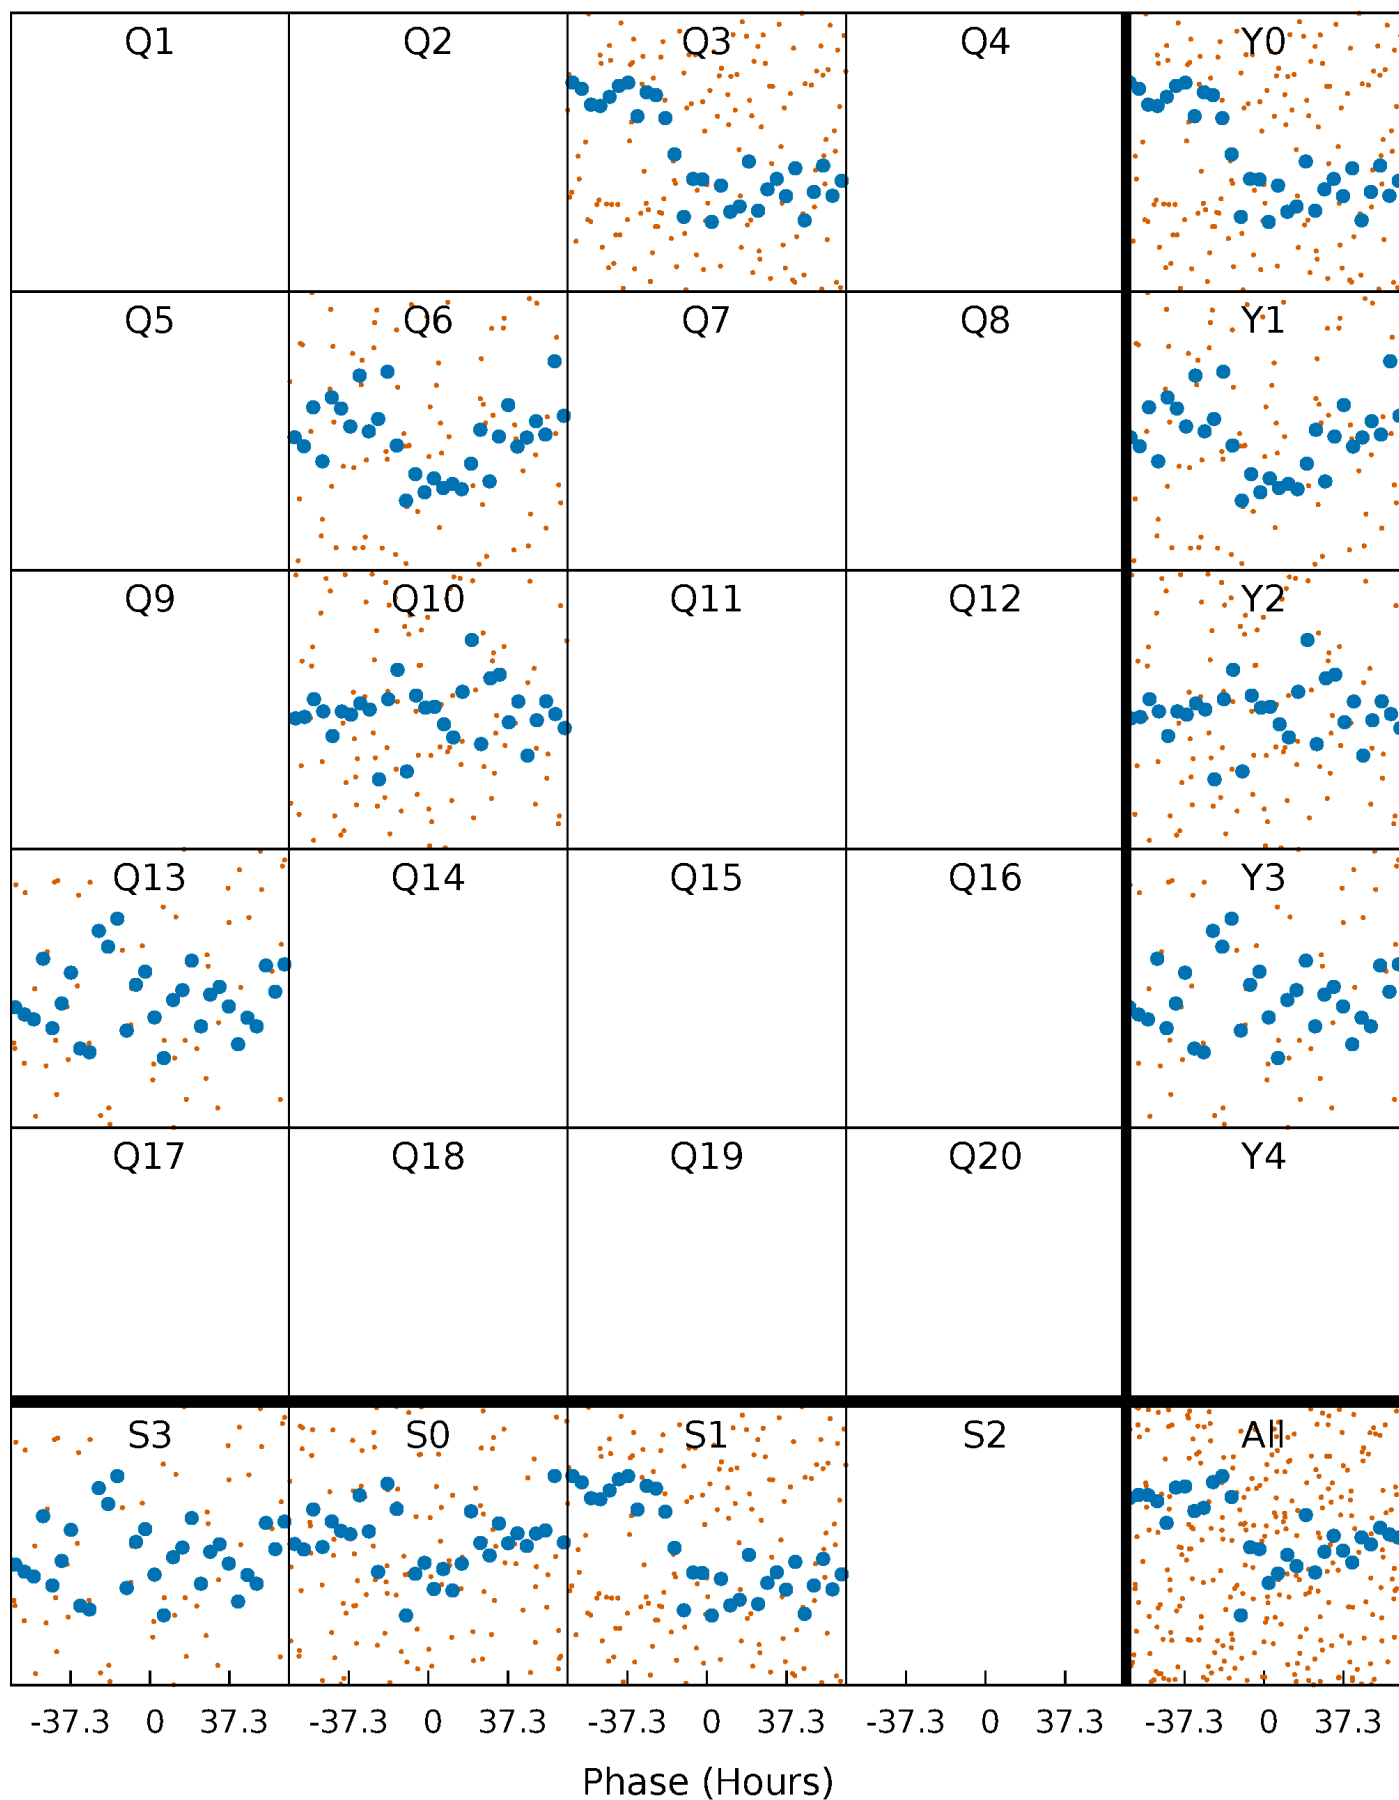 Q1 Q2 Q3 Q4 Y0
Q5 Q6 Q7 Q8 Y1
Q9 Q10 Q11 Q12 Y2
Q13 Q14 Q15 Q16 Y3
Q17 Q18 Q19 Q20 Y4
S3 S0 S1 S2 All
-37.3 0 37.3 -37.3 0 37.3 -37.3 0 37.3 -37.3 0 37.3 -37.3 0 37.3
Phase (Hours)